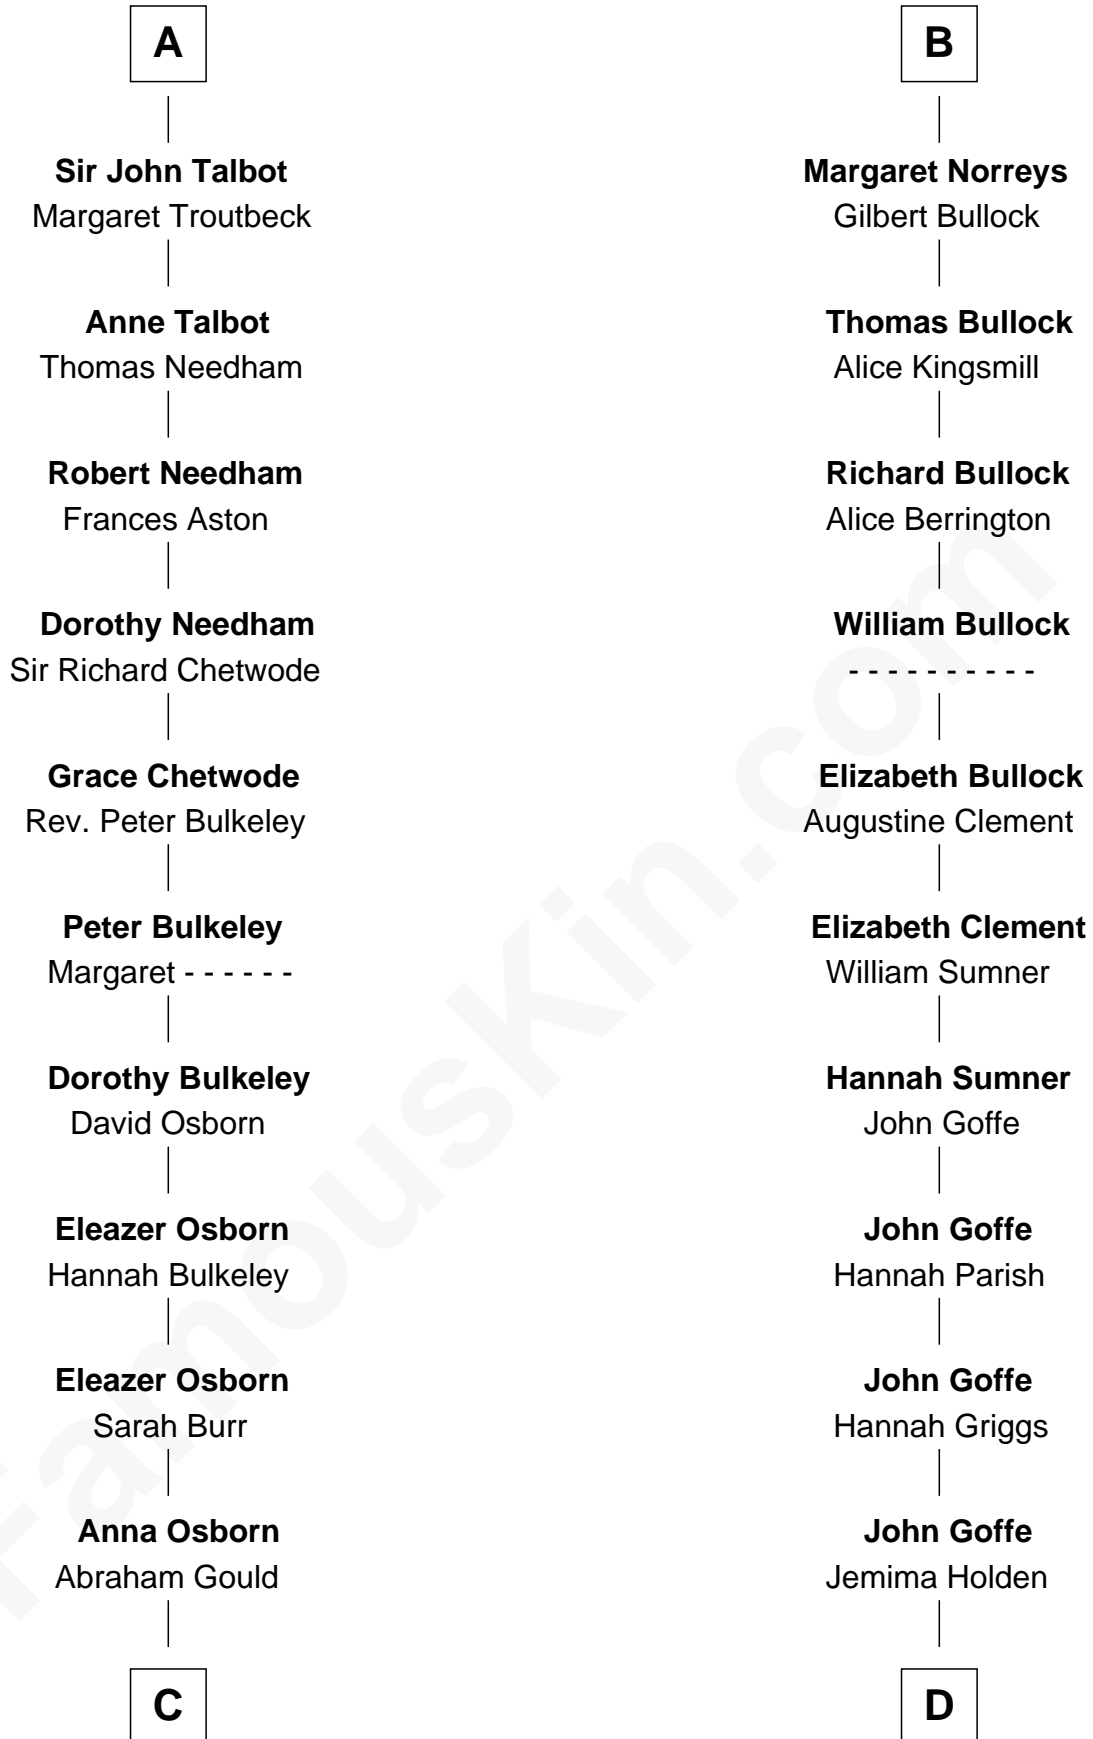 A
Sir John Talbot
Margaret Troutbeck
Anne Talbot
Thomas Needham
Robert Needham
Frances Aston
Dorothy Needham
Sir Richard Chetwode
Grace Chetwode
Rev. Peter Bulkeley
Peter Bulkeley
Margaret - - - - - -
Dorothy Bulkeley
David Osborn
Eleazer Osborn
Hannah Bulkeley
Eleazer Osborn
Sarah Burr
Anna Osborn
Abraham Gould
C
B
Margaret Norreys
Gilbert Bullock
Thomas Bullock
Alice Kingsmill
Richard Bullock
Alice Berrington
William Bullock
- - - - - - - - - -
Elizabeth Bullock
Augustine Clement
Elizabeth Clement
William Sumner
Hannah Sumner
John Goffe
John Goffe
Hannah Parish
John Goffe
Hannah Griggs
John Goffe
Jemima Holden
D
FamousKin.com